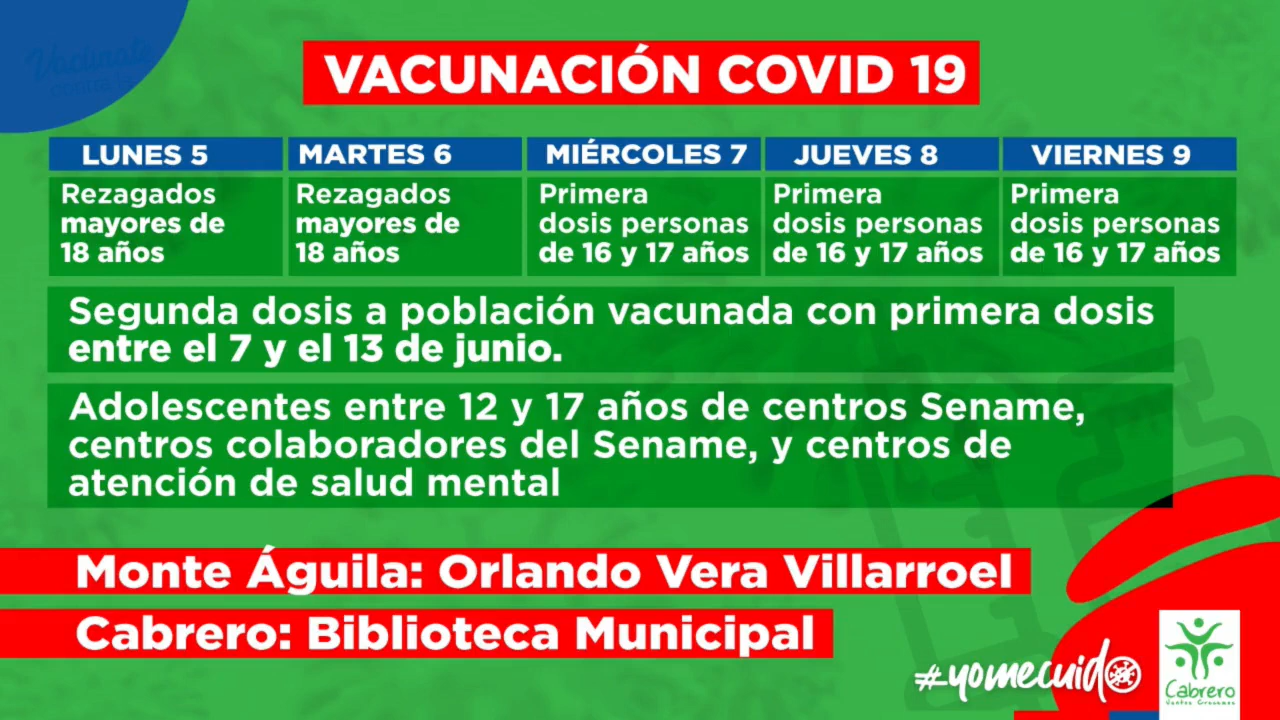 Vacúnate
VACUNACIÓN COVID 19
LUNES 5
MARTES 6
MIÉRCOLES 7
JUEVES 8
VIERNES 9
Rezagados
mayores de
18 años
Rezagados
mayores de
18 años
Primera
dosis personas
de 16 y 17 años
Primera
dosis personas
de 16 y 17 años
Primera
dosis personas
de 16 y 17 años
Segunda dosis a población vacunada con primera dosis
entre el 7 y el 13 de junio.
Adolescentes entre 12 y 17 años de centros Sename,
centros colaboradores del Sename, y centros de
atención de salud mental
Monte Águila: Orlando Vera Villarroel
Cabrero: Biblioteca Municipal
#yomecuido
Cabrero